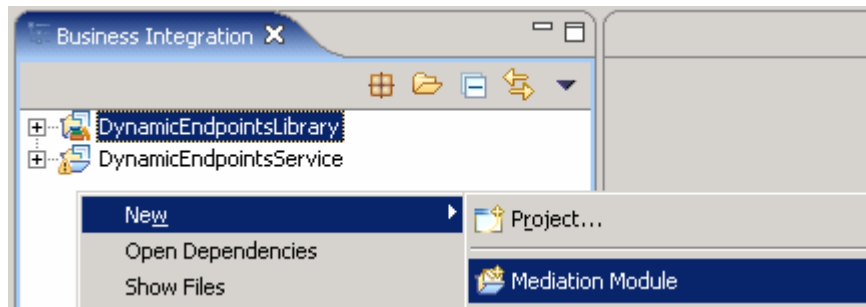 Business Integration
DynamicEndpointsLibrary
DynamicEndpointsService
New
Project...
Open Dependencies
Mediation Module
Show Files